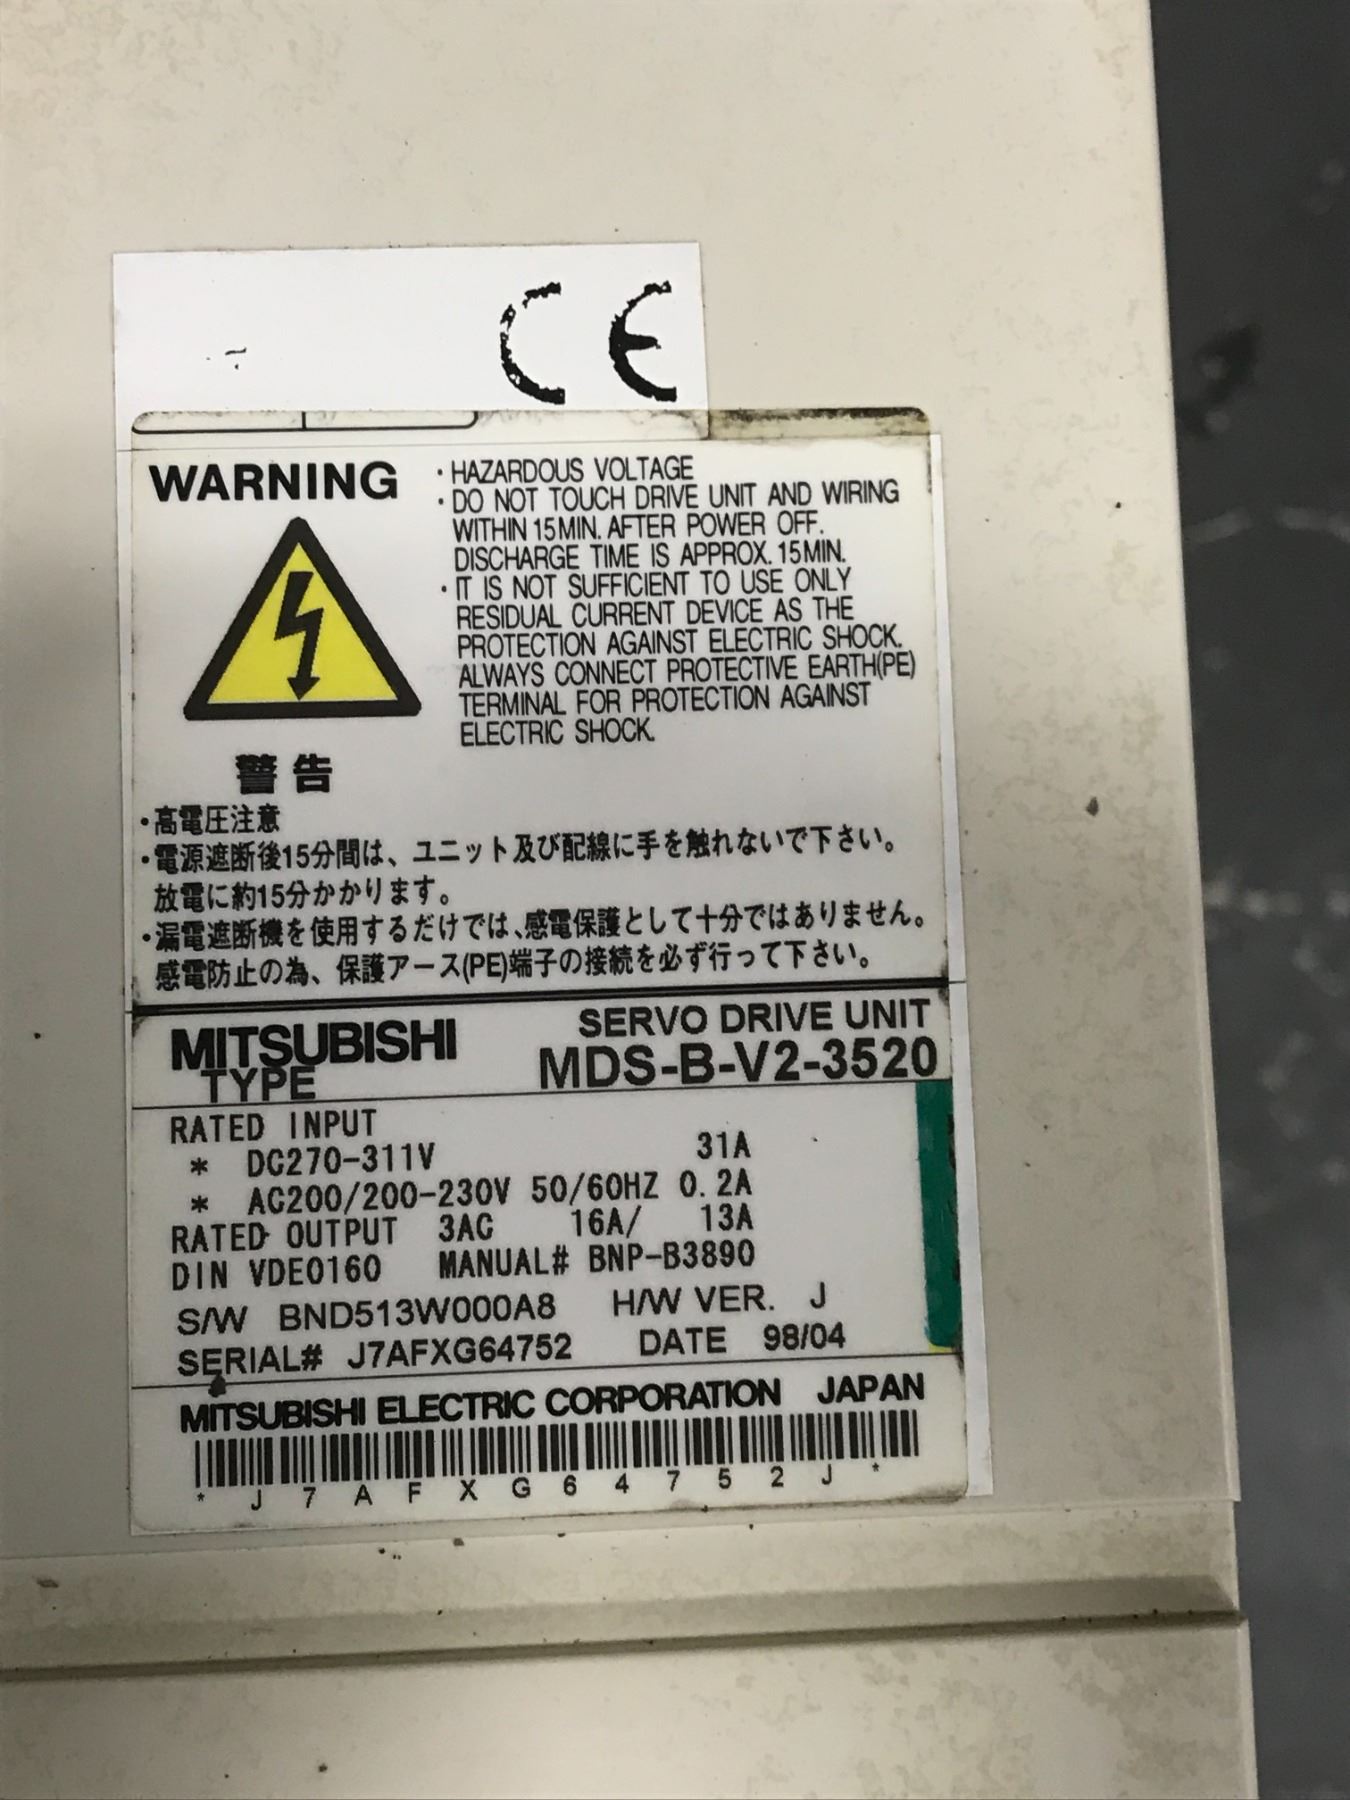 CE
WARNING
・HAZARDOUS VOLTAGE
・DO NOT TOUCH DRIVE UNIT AND WIRING
WITHIN 15MIN. AFTER POWER OFF.
DISCHARGE TIME IS APPROX. 15MIN.
・IT IS NOT SUFFICIENT TO USE ONLY
RESIDUAL CURRENT DEVICE AS THE
PROTECTION AGAINST ELECTRIC SHOCK.
ALWAYS CONNECT PROTECTIVE EARTH(PE)
TERMINAL FOR PROTECTION AGAINST
ELECTRIC SHOCK.
警告
・高電圧注意
・電源遮断後15分間は、ユニット及び配線に手を触れないで下さい。
放電に約15分かかります。
・漏電遮断機を使用するだけでは、感電保護として十分ではありません。
感電防止の為、保護アース(PE)端子の接続を必ず行って下さい。
MITSUBISHI SERVO DRIVE UNIT
TYPE MDS-B-V2-3520
RATED INPUT
* DC270-311V 31A
* AC200/200-230V 50/60HZ 0.2A
RATED OUTPUT 3AC 16A/ 13A
DIN VDE0160 MANUAL# BNP-B3890
S/W BND513W000A8 H/W VER. J
SERIAL# J7AFXG64752 DATE 98/04
MITSUBISHI ELECTRIC CORPORATION JAPAN
* J 7 A F X G 6 4 7 5 2 J *